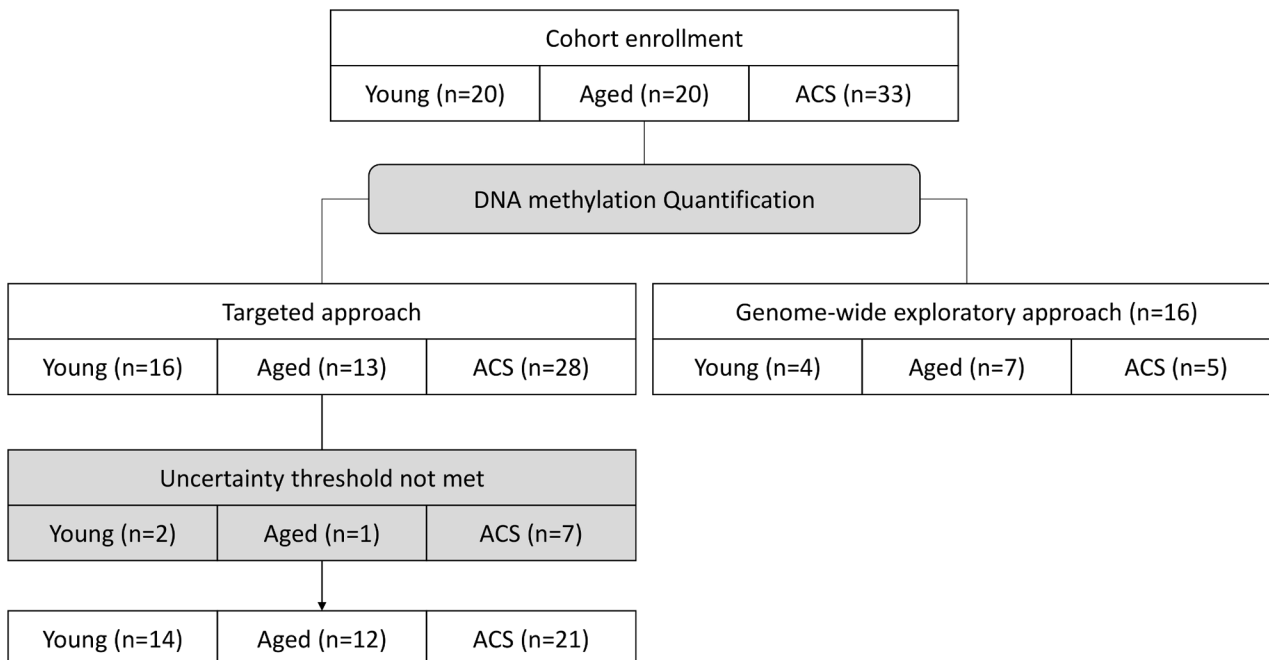 Cohort enrollment
Young (n=20) Aged (n=20) ACS (n=33)
DNA methylation Quantification
Targeted approach
Young (n=16) Aged (n=13) ACS (n=28)
Genome-wide exploratory approach (n=16)
Young (n=4) Aged (n=7) ACS (n=5)
Uncertainty threshold not met
Young (n=2) Aged (n=1) ACS (n=7)
Young (n=14) Aged (n=12) ACS (n=21)